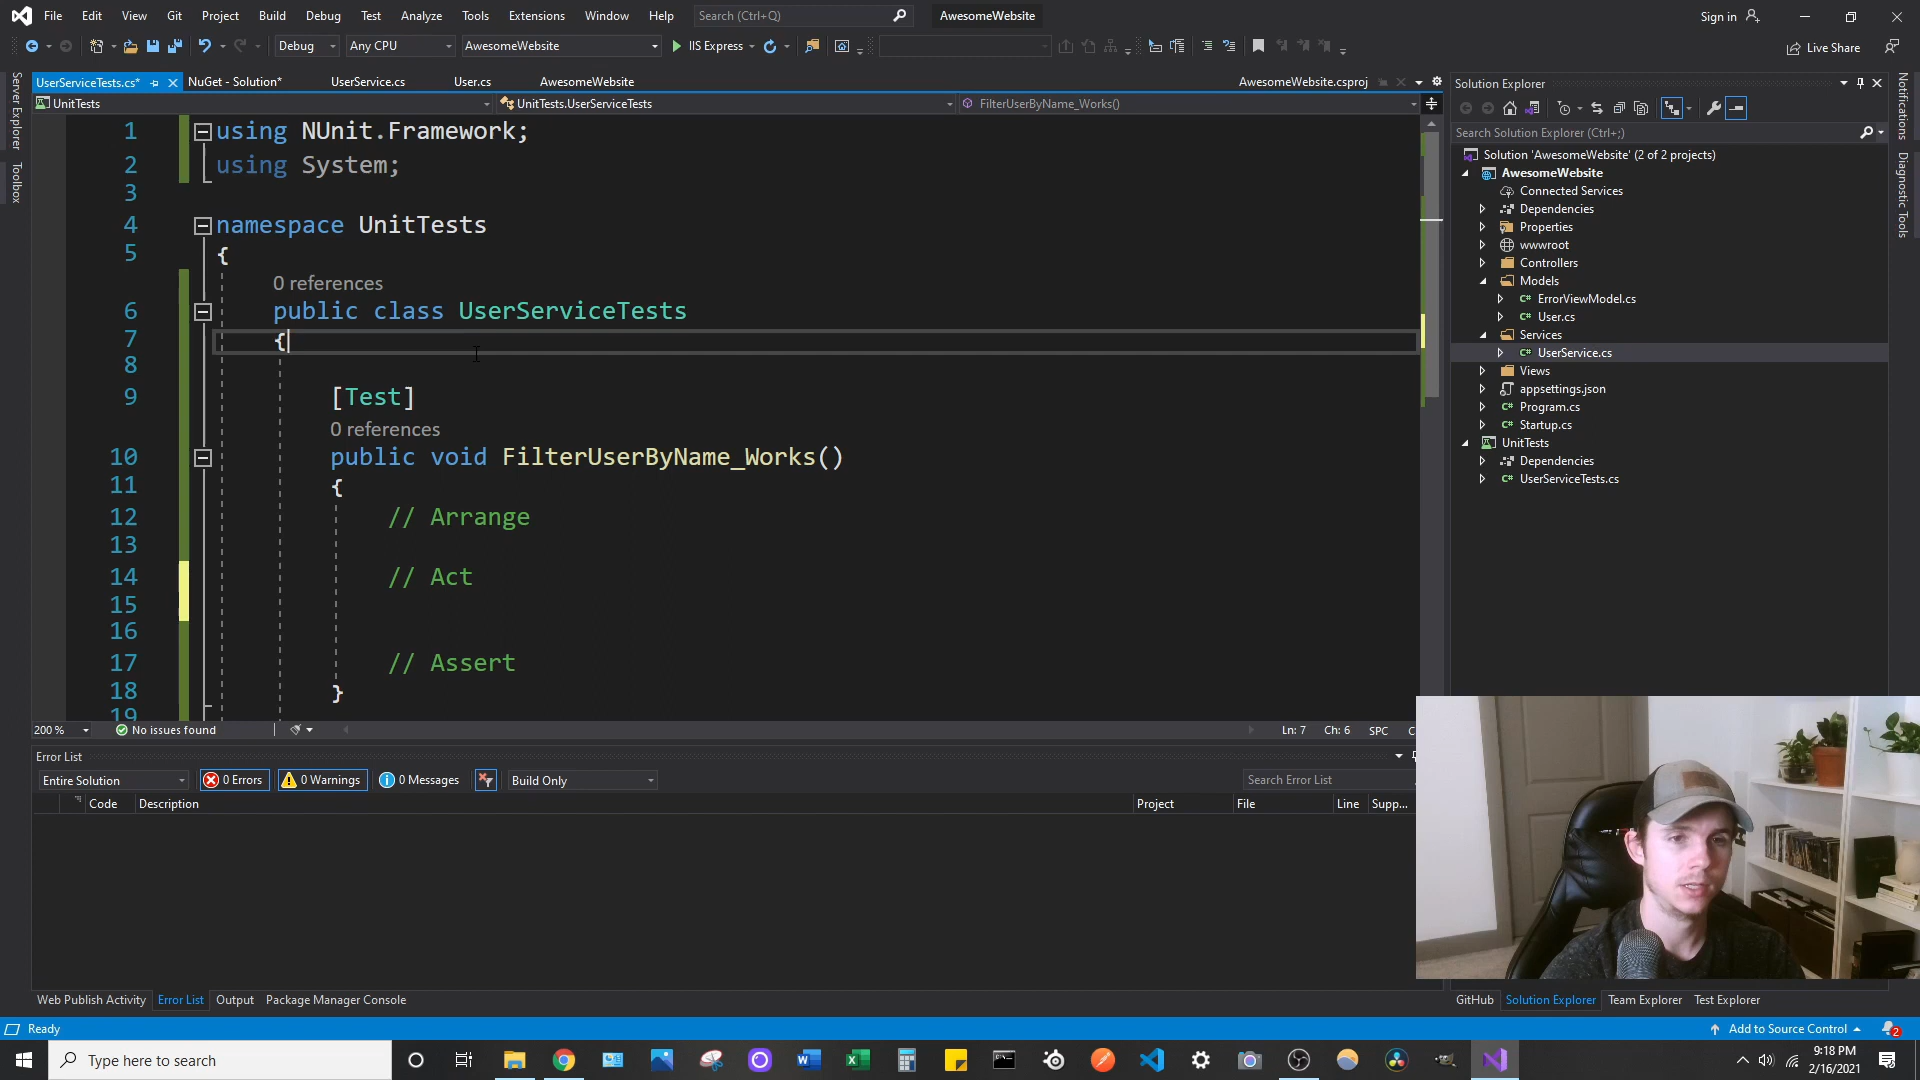 File Edit View Git Project Build Debug Test Analyze Tools Extensions Window Help Search (Ctrl+Q) AwesomeWebsite Sign in
Debug Any CPU AwesomeWebsite IIS Express Live Share
UserServiceTests.cs* NuGet - Solution* UserService.cs User.cs AwesomeWebsite AwesomeWebsite.csproj
UnitTests UnitTests.UserServiceTests FilterUserByName_Works()
Server Explorer
Toolbox
1 using NUnit.Framework;
2 using System;
3
4 namespace UnitTests
5 {
0 references
6 public class UserServiceTests
7 {
8
9 [Test]
0 references
10 public void FilterUserByName_Works()
11 {
12 // Arrange
13
14 // Act
15
16
17 // Assert
18 }
19
200 % No issues found Ln: 7 Ch: 6 SPC
Solution Explorer
Search Solution Explorer (Ctrl+;)
Solution 'AwesomeWebsite' (2 of 2 projects)
AwesomeWebsite
Connected Services
Dependencies
Properties
wwwroot
Controllers
Models
ErrorViewModel.cs
User.cs
Services
UserService.cs
Views
appsettings.json
Program.cs
Startup.cs
UnitTests
Dependencies
UserServiceTests.cs
Notifications
Diagnostic Tools
Error List
Entire Solution 0 Errors 0 Warnings 0 Messages Build Only Search Error List
Code Description Project File Line Supp...
Web Publish Activity Error List Output Package Manager Console
GitHub Solution Explorer Team Explorer Test Explorer
Ready Add to Source Control 2
Type here to search
9:18 PM
2/16/2021